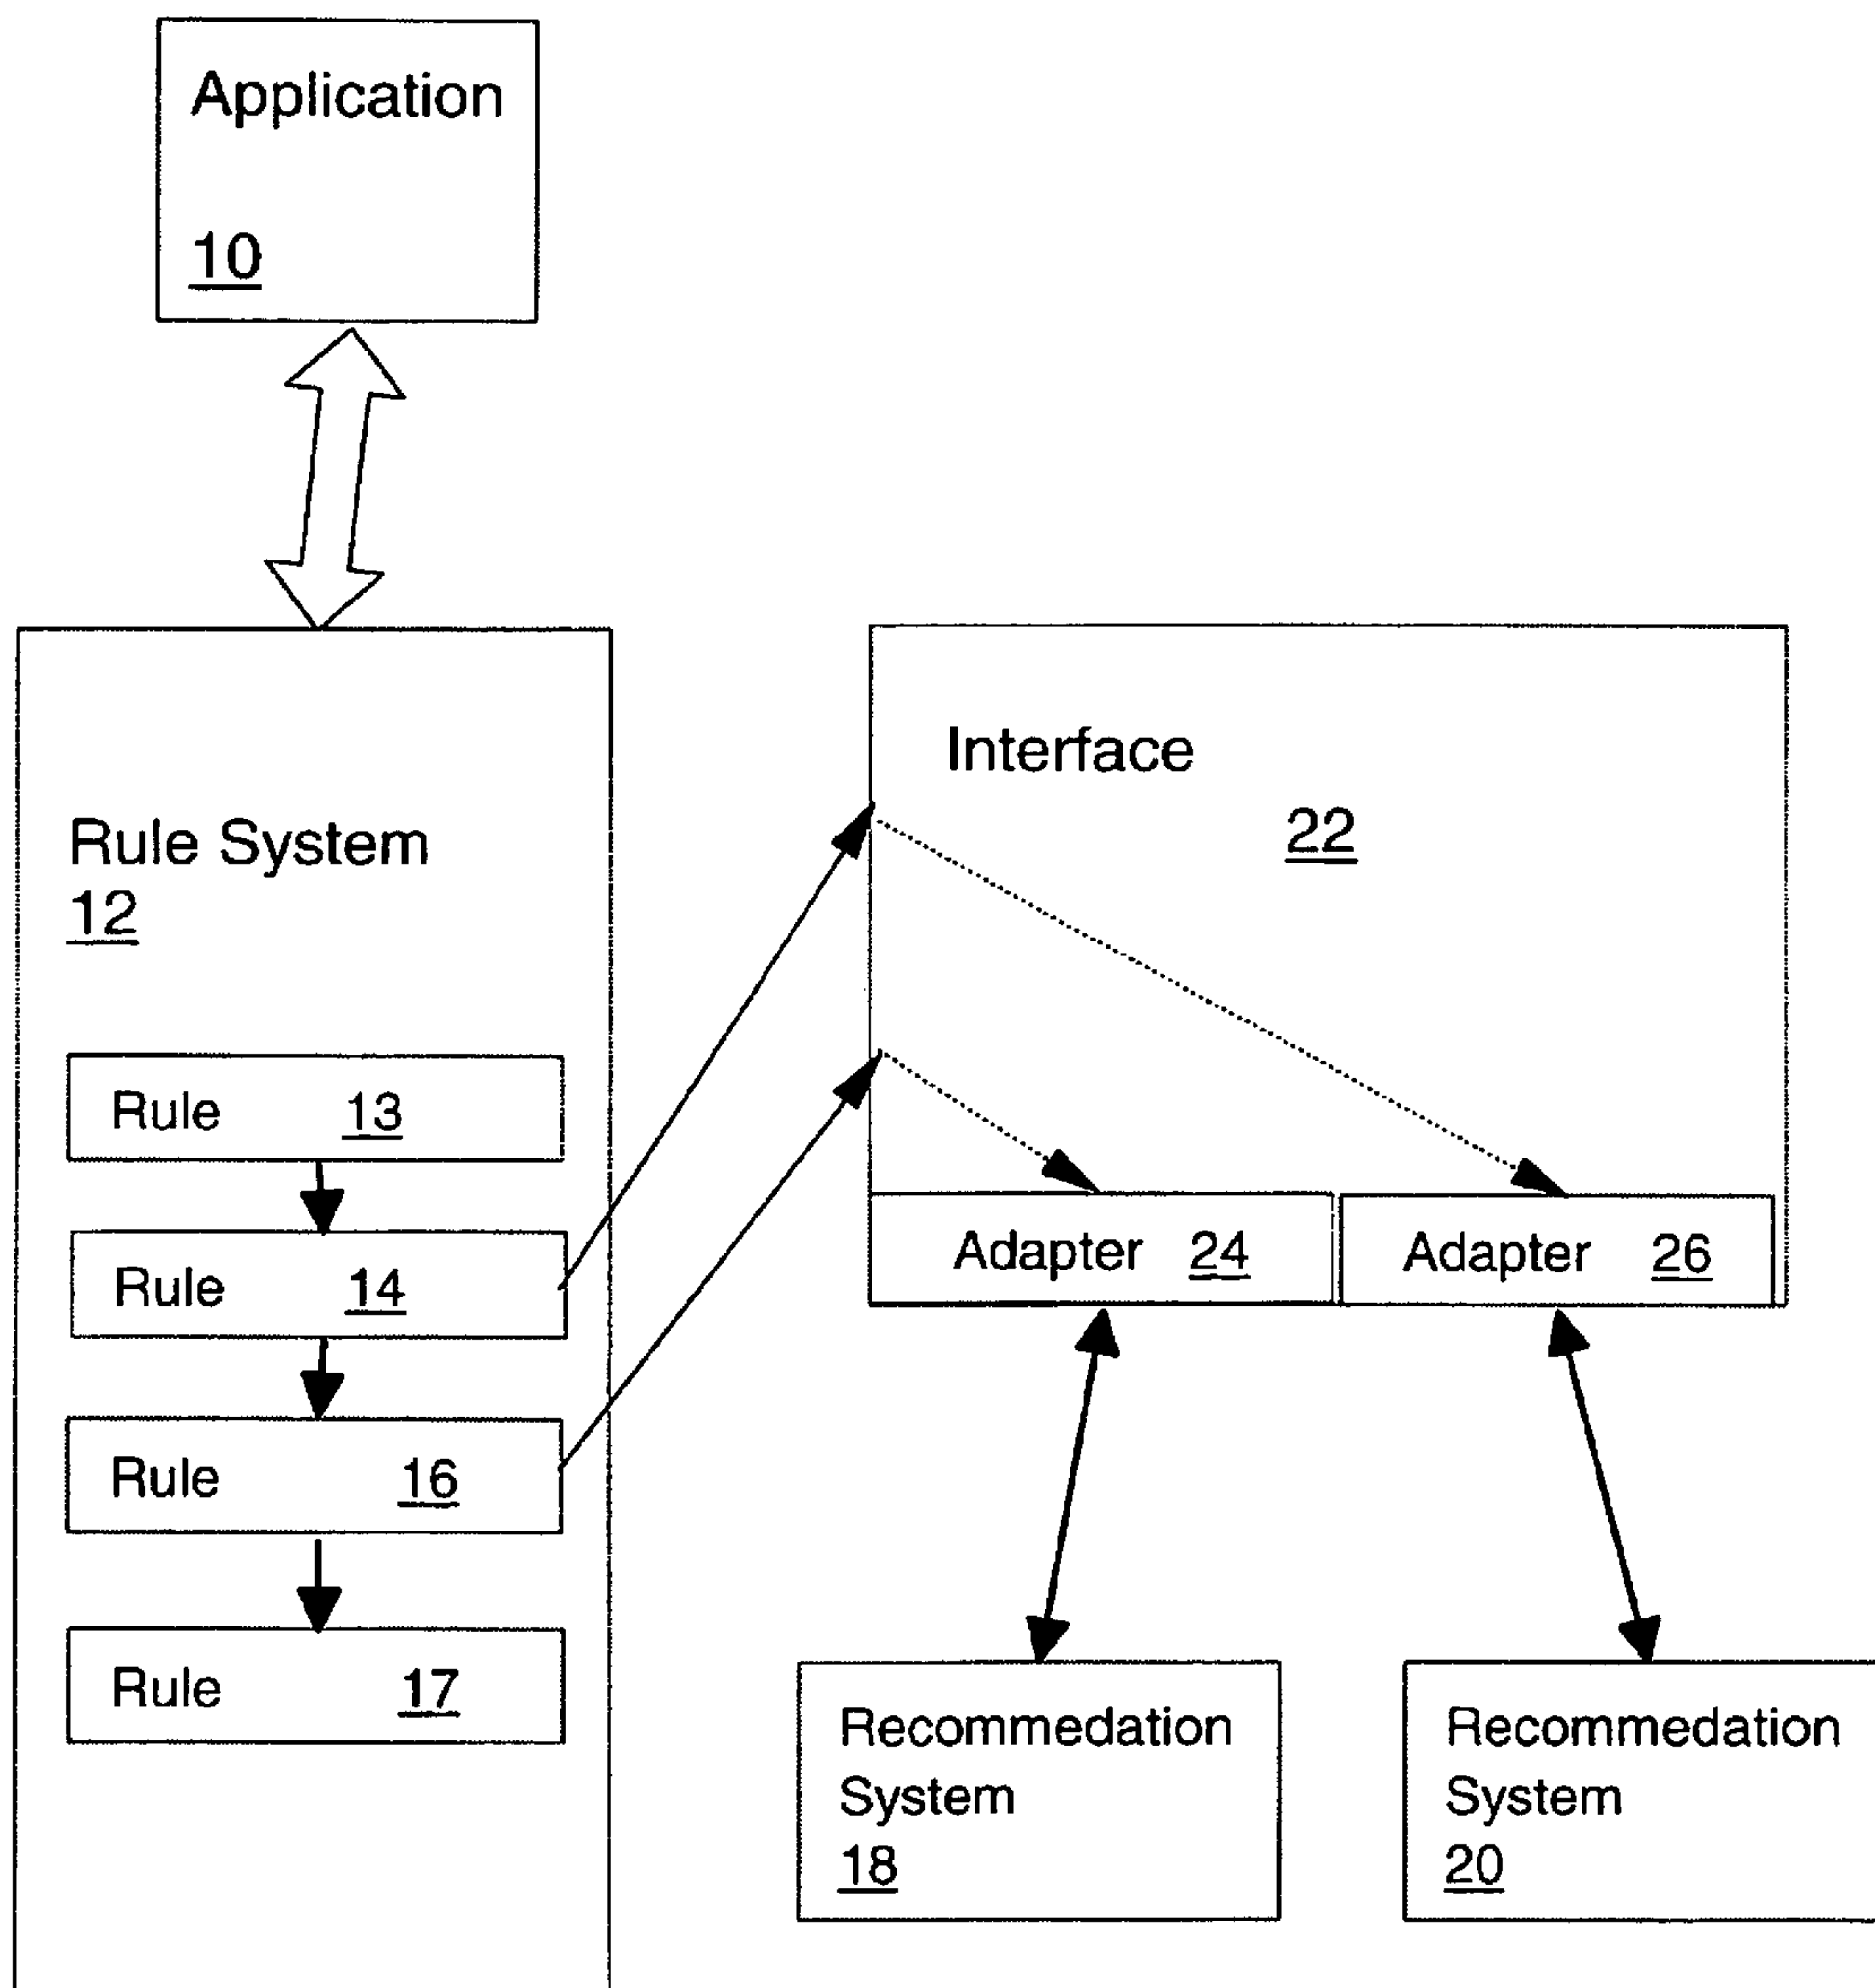 Application
10
Rule System
12
Rule 13
Rule 14
Rule 16
Rule 17
Interface
22
Adapter 24
Adapter 26
Recommedation
System
18
Recommedation
System
20